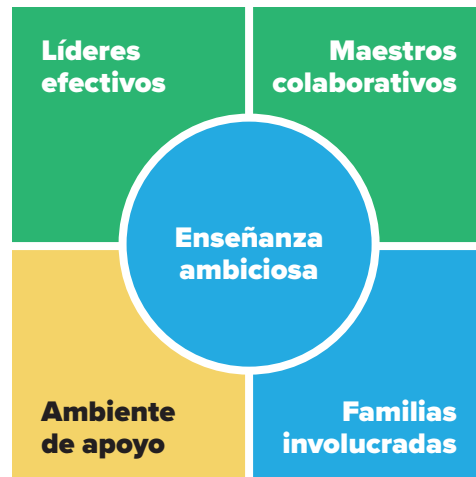 Líderes
efectivos
Maestros
colaborativos
Enseñanza
ambiciosa
Ambiente
de apoyo
Familias
involucradas